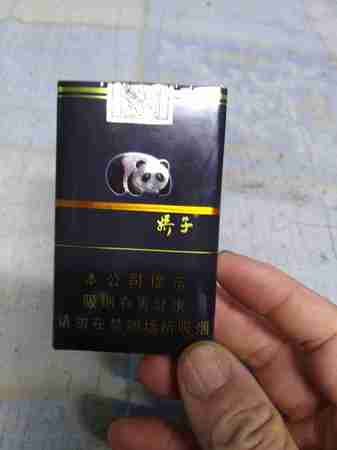 娇子
本公司提示
吸烟有害健康
请勿在禁烟场所吸烟